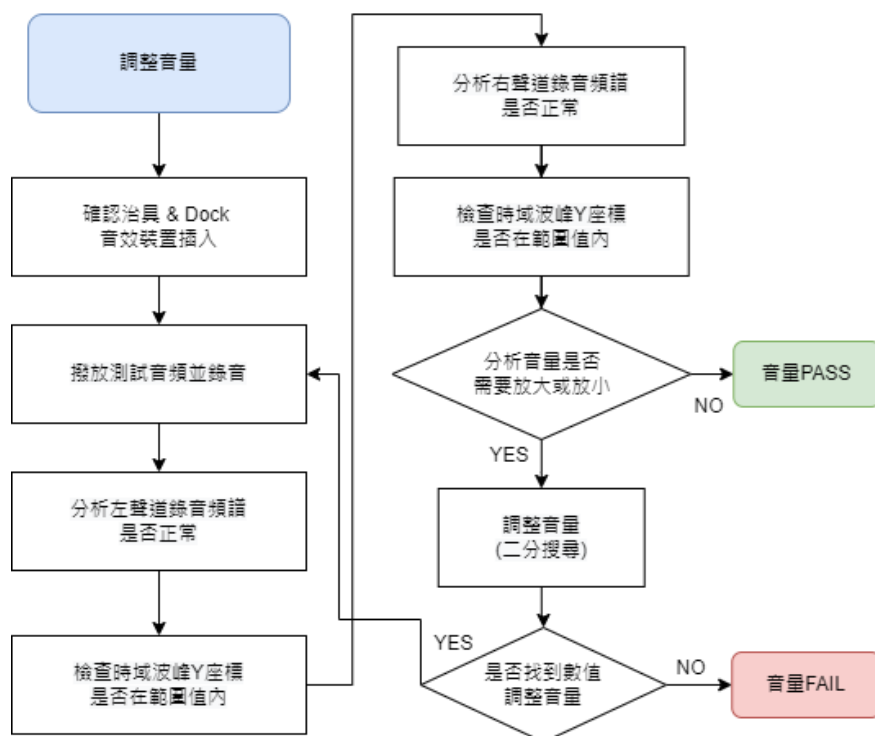 調整音量
確認治具 & Dock
音效裝置插入
撥放測試音頻並錄音
分析左聲道錄音頻譜
是否正常
檢查時域波峰Y座標
是否在範圍值內
分析右聲道錄音頻譜
是否正常
檢查時域波峰Y座標
是否在範圍值內
分析音量是否
需要放大或放小
NO
音量PASS
YES
調整音量
(二分搜尋)
YES
是否找到數值
調整音量
NO
音量FAIL